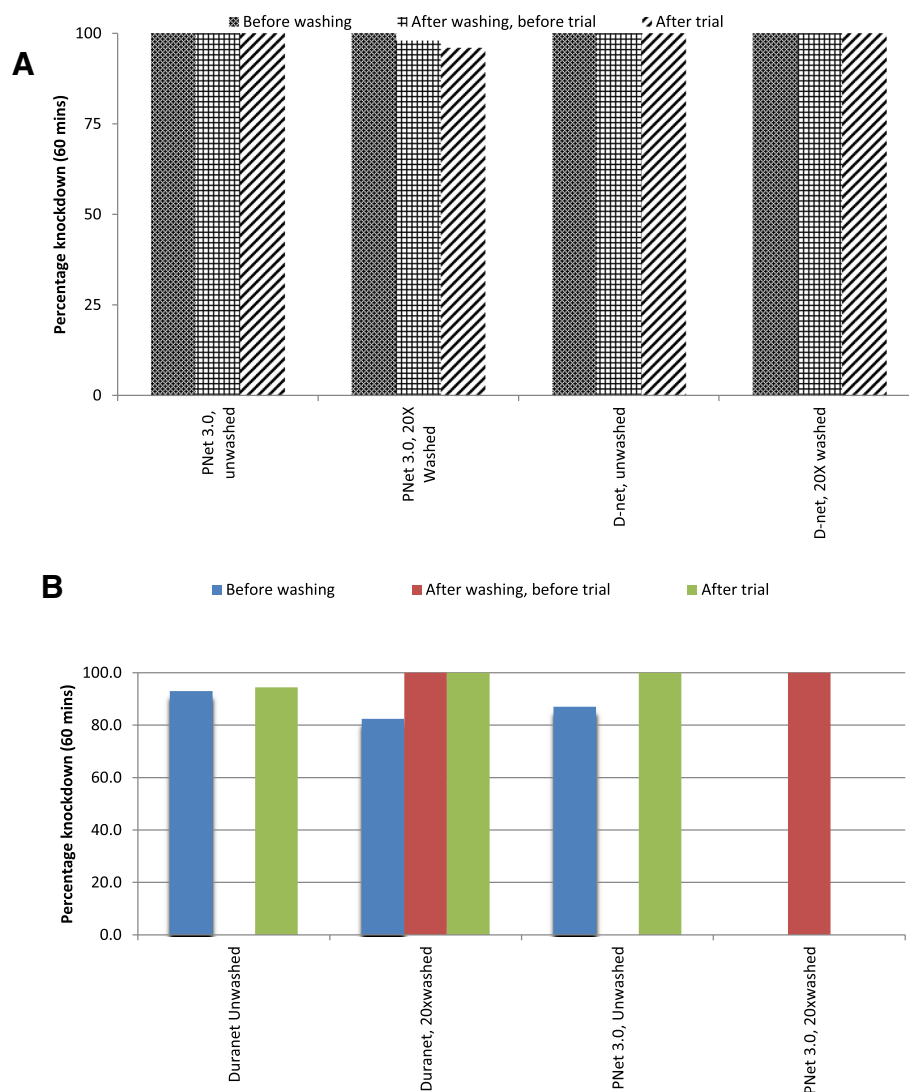 A
Before washing After washing, before trial After trial
Percentage knockdown (60 mins)
100
75
50
25
0
PNet 3.0,
unwashed
PNet 3.0, 20X
Washed
D-net, unwashed
D-net, 20X washed
B
Before washing After washing, before trial After trial
Percentage knockdown (60 mins)
100.0
80.0
60.0
40.0
20.0
0.0
Duranet Unwashed
Duranet, 20xwashed
PNet 3.0, Unwashed
PNet 3.0, 20xwashed